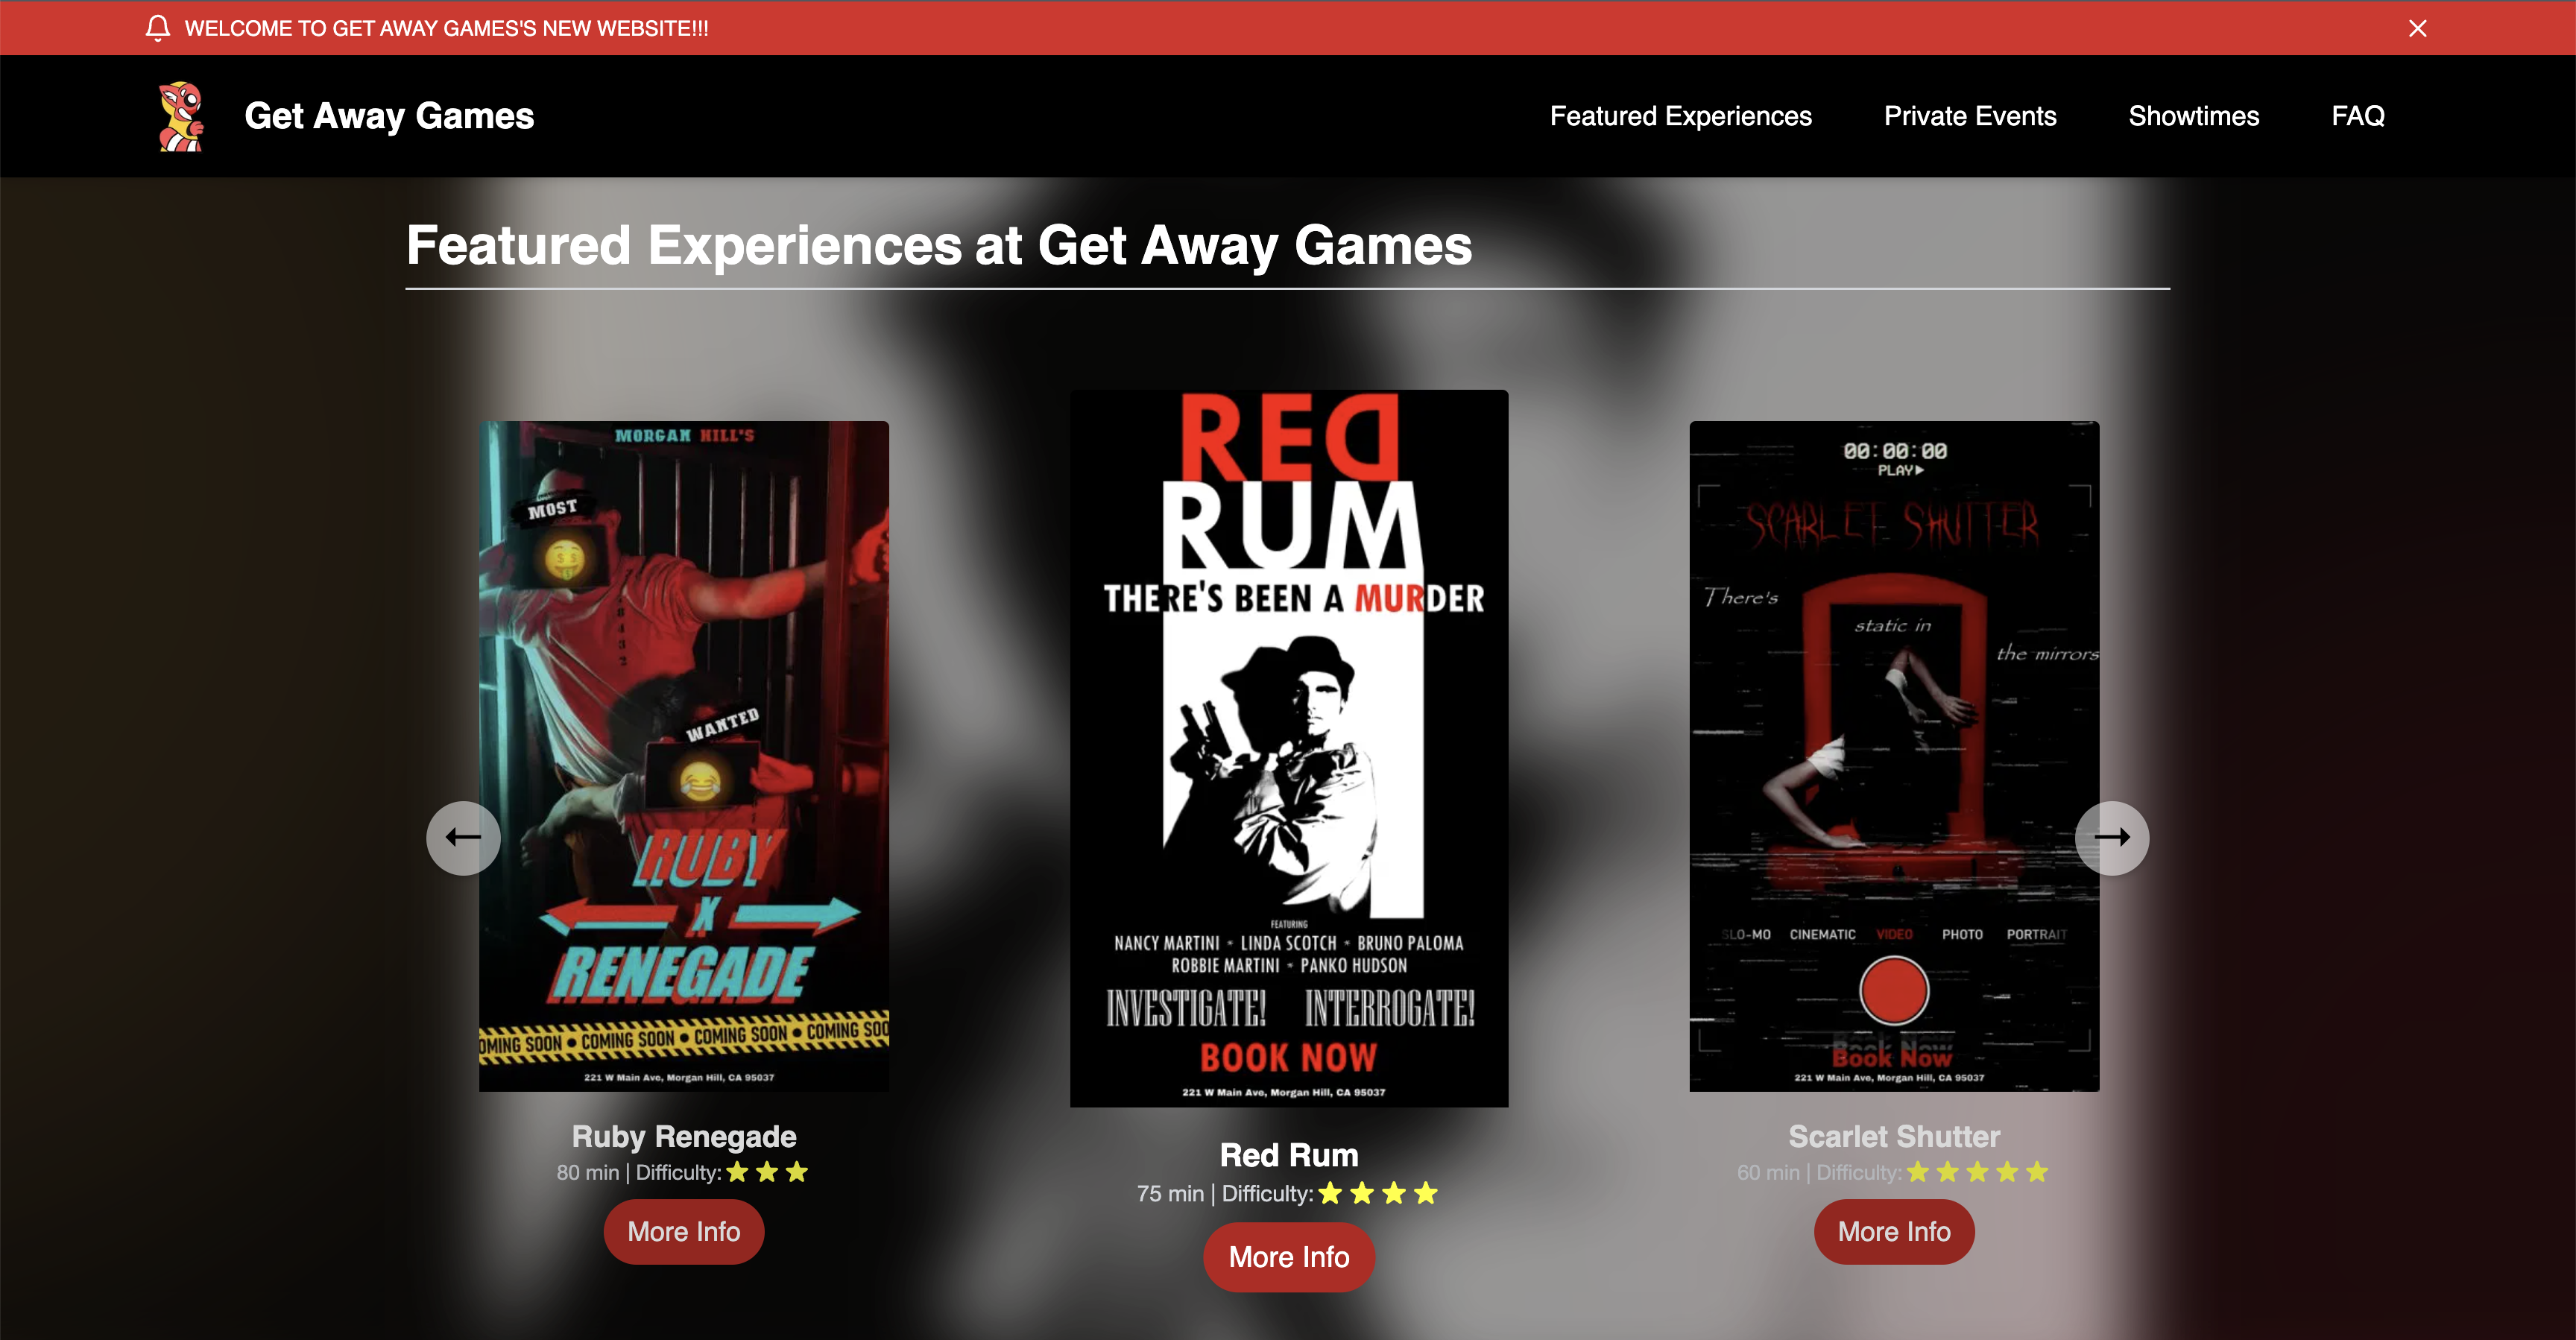 WELCOME TO GET AWAY GAMES'S NEW WEBSITE!!!
Get Away Games
Featured Experiences
Private Events
Showtimes
FAQ
Featured Experiences at Get Away Games
MORGAN HILL'S
MOST
WANTED
RUBY
X
RENEGADE
OMING SOON • COMING SOON • COMING SOON • COMING SOO
221 W Main Ave, Morgan Hill, CA 95037
Ruby Renegade
80 min | Difficulty:
More Info
RED
RUM
THERE'S BEEN A MURDER
FEATURING
NANCY MARTINI * LINDA SCOTCH * BRUNO PALOMA
ROBBIE MARTINI * PANKO HUDSON
INVESTIGATE! INTERROGATE!
BOOK NOW
221 W Main Ave, Morgan Hill, CA 95037
Red Rum
75 min | Difficulty:
More Info
00:00:00
PLAY
SCARLET SHUTTER
There's
static in
the mirrors
SLO-MO CINEMATIC VIDEO PHOTO PORTRAIT
Book Now
221 W Main Ave, Morgan Hill, CA 95037
Scarlet Shutter
60 min | Difficulty:
More Info